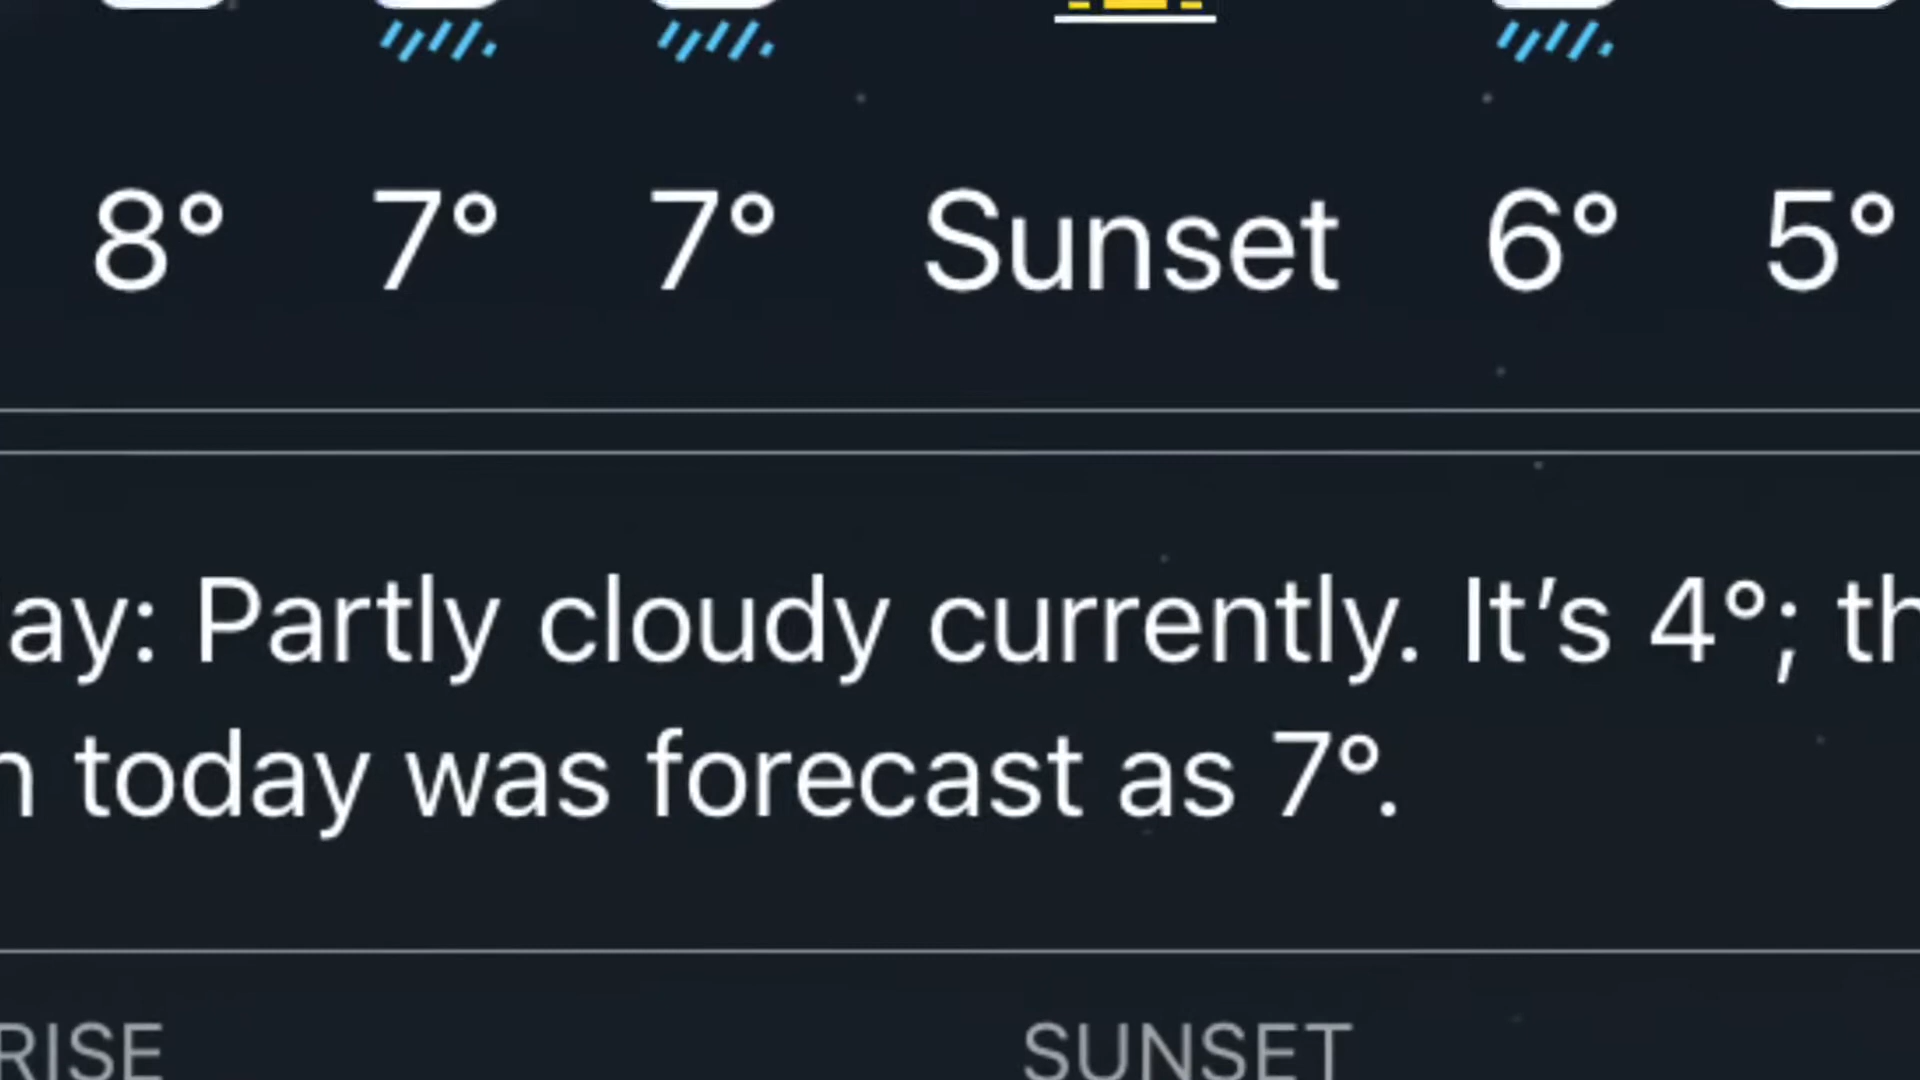 8° 7° 7° Sunset 6° 5°
ay: Partly cloudy currently. It’s 4°; th
n today was forecast as 7°.
RISE SUNSET